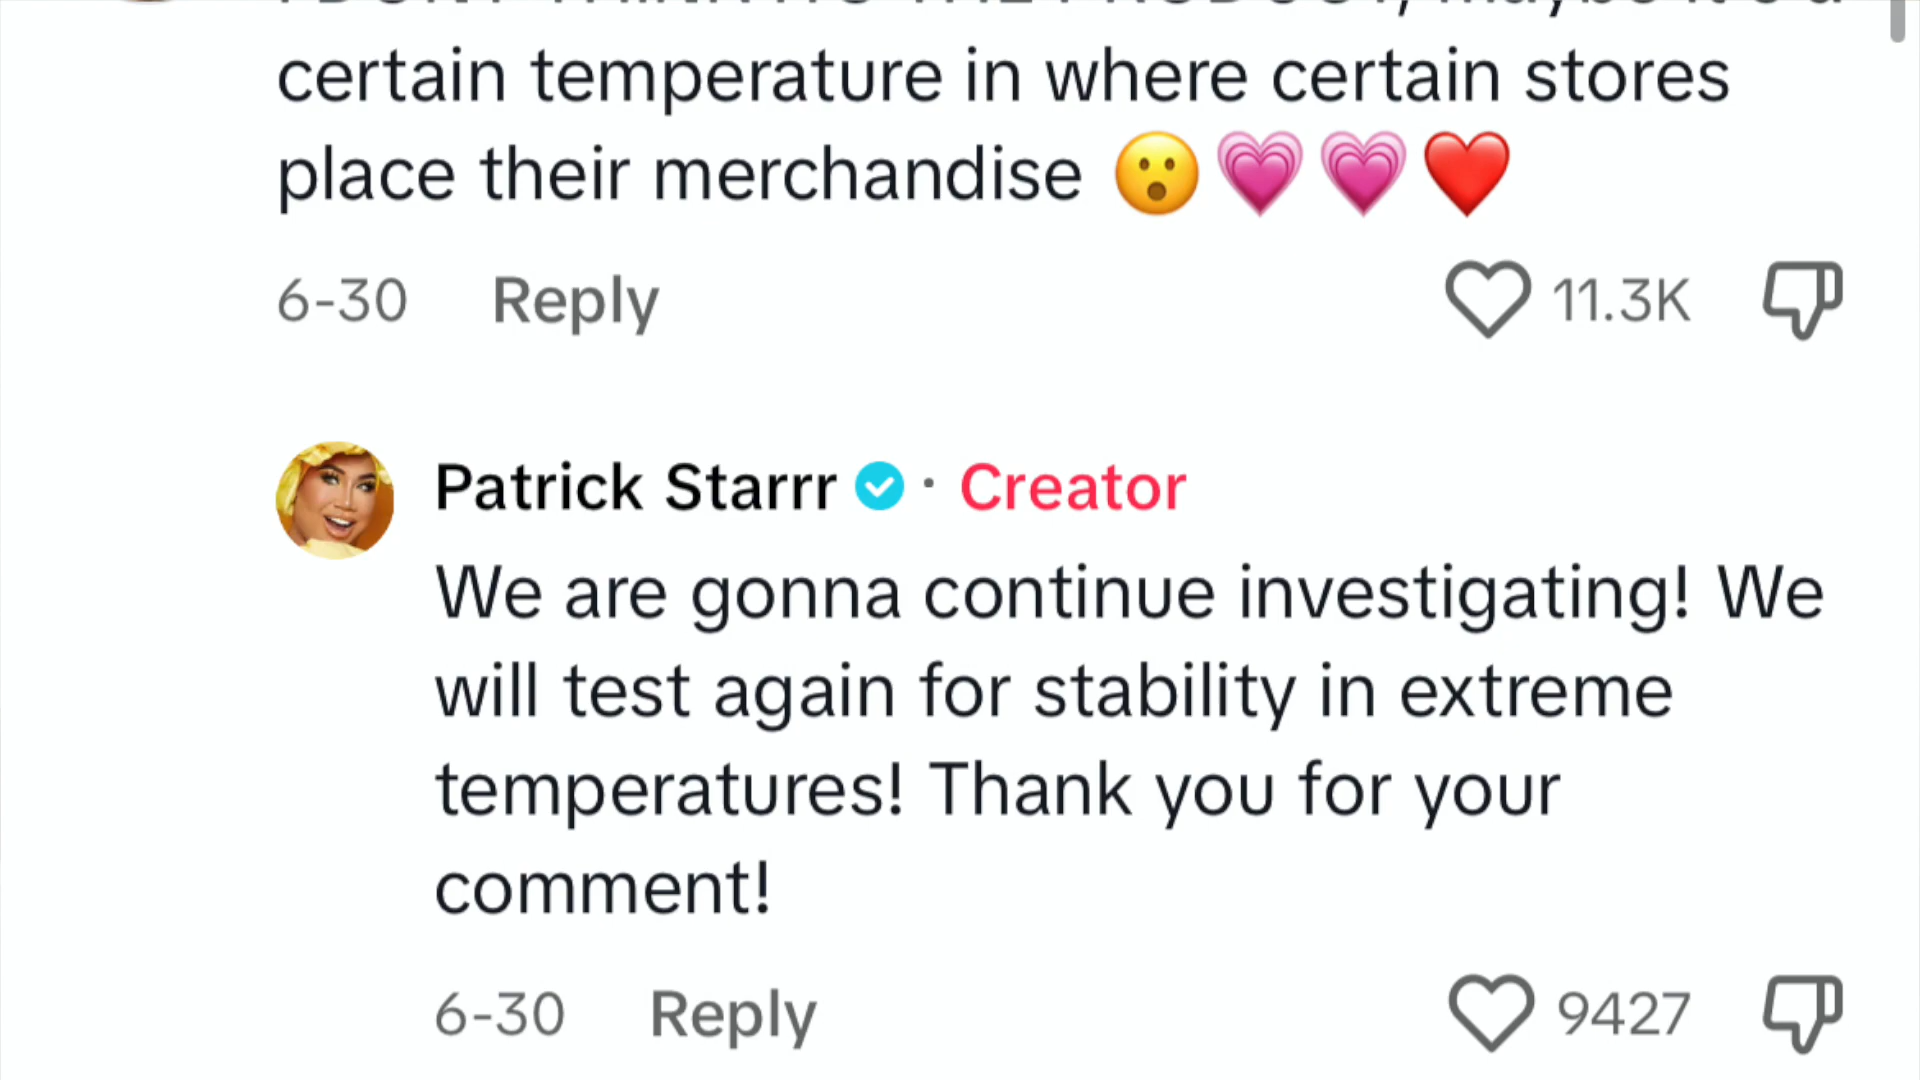 certain temperature in where certain stores
place their merchandise 😮💗💗❤️
6-30 Reply 11.3K
Patrick Starrr · Creator
We are gonna continue investigating! We
will test again for stability in extreme
temperatures! Thank you for your
comment!
6-30 Reply 9427